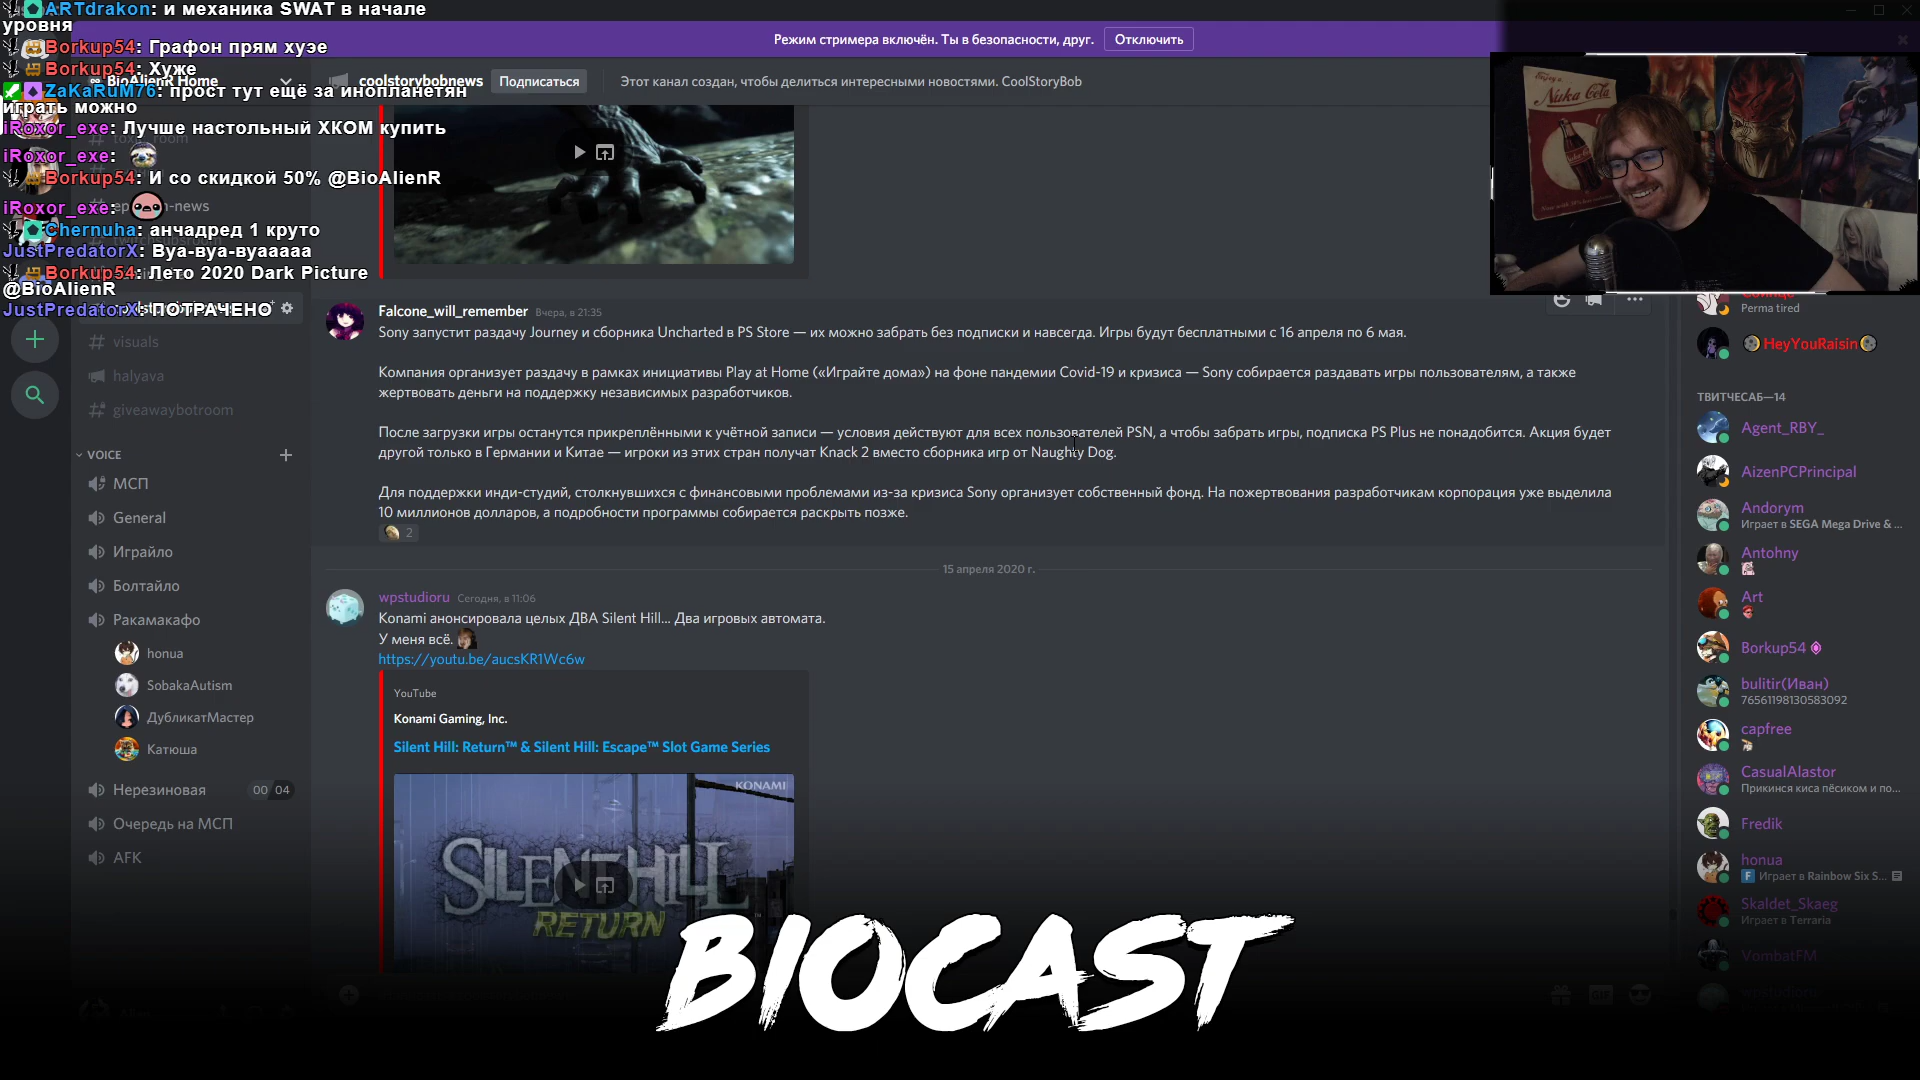 ARTdrakon: и механика SWAT в начале
уровня
Borkup54: Графон прям хуэе
Borkup54: Хуже
ZaKaRuM76: прост тут ещё за инопланетян
играть можно
iRoxor_exe: Лучше настольный ХКОМ купить
iRoxor_exe:
Borkup54: И со скидкой 50% @BioAlienR
iRoxor_exe:
Chernuha: анчадред 1 круто
JustPredatorX: Вуа-вуа-вуааааа
Borkup54: Лето 2020 Dark Picture
@BioAlienR
JustPredatorX: ПОТРАЧЕНО
Режим стримера включён. Ты в безопасности, друг.
Отключить
BioAlienR Home
coolstorybobnews
Подписаться
Этот канал создан, чтобы делиться интересными новостями. CoolStoryBob
-news
visuals
halyava
giveawaybotroom
VOICE
МСП
General
Играйло
Болтайло
Ракамакафо
honua
SobakaAutism
ДубликатМастер
Катюша
Нерезиновая
00 04
Очередь на МСП
AFK
Falcone_will_remember Вчера, в 21:35
Sony запустит раздачу Journey и сборника Uncharted в PS Store — их можно забрать без подписки и навсегда. Игры будут бесплатными с 16 апреля по 6 мая.
Компания организует раздачу в рамках инициативы Play at Home («Играйте дома») на фоне пандемии Covid-19 и кризиса — Sony собирается раздавать игры пользователям, а также
жертвовать деньги на поддержку независимых разработчиков.
После загрузки игры останутся прикреплёнными к учётной записи — условия действуют для всех пользователей PSN, а чтобы забрать игры, подписка PS Plus не понадобится. Акция будет
другой только в Германии и Китае — игроки из этих стран получат Knack 2 вместо сборника игр от Naughty Dog.
Для поддержки инди-студий, столкнувшихся с финансовыми проблемами из-за кризиса Sony организует собственный фонд. На пожертвования разработчикам корпорация уже выделила
10 миллионов долларов, а подробности программы собирается раскрыть позже.
2
15 апреля 2020 г.
wpstudioru Сегодня, в 11:06
Konami анонсировала целых ДВА Silent Hill... Два игровых автомата.
У меня всё.
https://youtu.be/aucsKR1Wc6w
YouTube
Konami Gaming, Inc.
Silent Hill: Return™ & Silent Hill: Escape™ Slot Game Series
KONAMI
SILENT HILL
RETURN
BIOCAST
Nuka Cola
Perma tired
HeyYouRaisin
ТВИТЧЕСАБ—14
Agent_RBY_
AizenPCPrincipal
Andorym
Играет в SEGA Mega Drive & ...
Antohny
Art
Borkup54
bulitir(Иван)
76561198130583092
capfree
CasualAlastor
Прикинся киса пёсиком и по...
Fredik
honua
F Играет в Rainbow Six S...
Skaldet_Skaeg
Играет в Terraria
VombatFM
wpstudioru
GIF